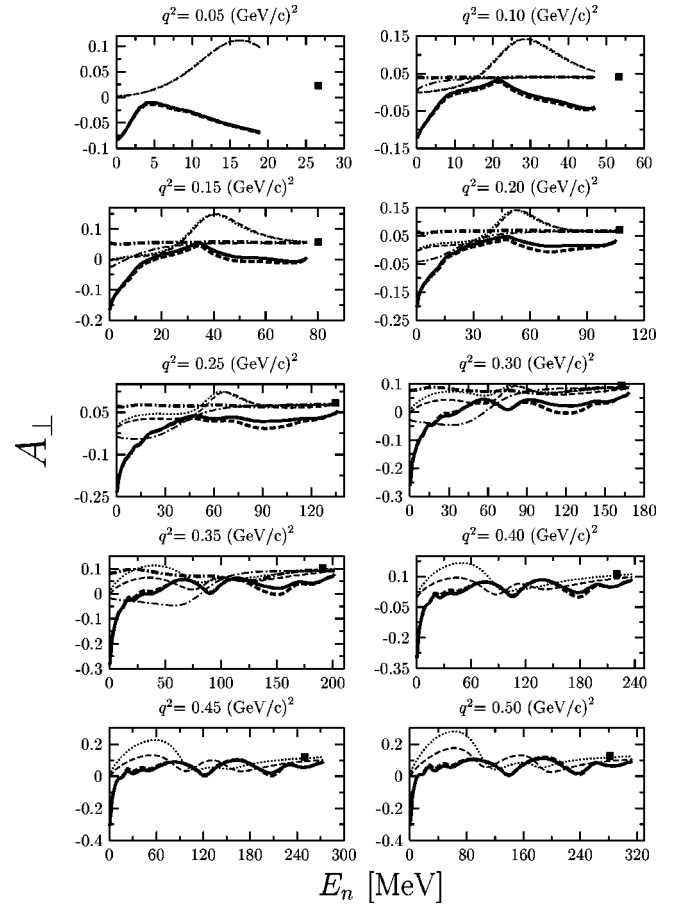 q²= 0.05 (GeV/c)² q²= 0.10 (GeV/c)²
0.1
0.05
0
-0.05
-0.1
0 5 10 15 20 25 30
0.1
0.05
0
-0.05
-0.15
0 10 20 30 40 50 60
q²= 0.15 (GeV/c)² q²= 0.20 (GeV/c)²
0.1
0
-0.1
-0.2
0 20 40 60 80
0.15
0.05
-0.05
-0.15
-0.25
0 30 60 90 120
q²= 0.25 (GeV/c)² q²= 0.30 (GeV/c)²
0.05
-0.1
-0.25
0 30 60 90 120
0.1
0
-0.1
-0.2
-0.3
0 30 60 90 120 150 180
A⊥
q²= 0.35 (GeV/c)² q²= 0.40 (GeV/c)²
0.1
0
-0.1
-0.2
-0.3
0 50 100 150 200
0.1
-0.05
-0.2
-0.35
0 60 120 180 240
q²= 0.45 (GeV/c)² q²= 0.50 (GeV/c)²
0.2
0
-0.2
-0.4
0 60 120 180 240 300
0.2
0
-0.2
-0.4
0 80 160 240 320
Eₙ [MeV]